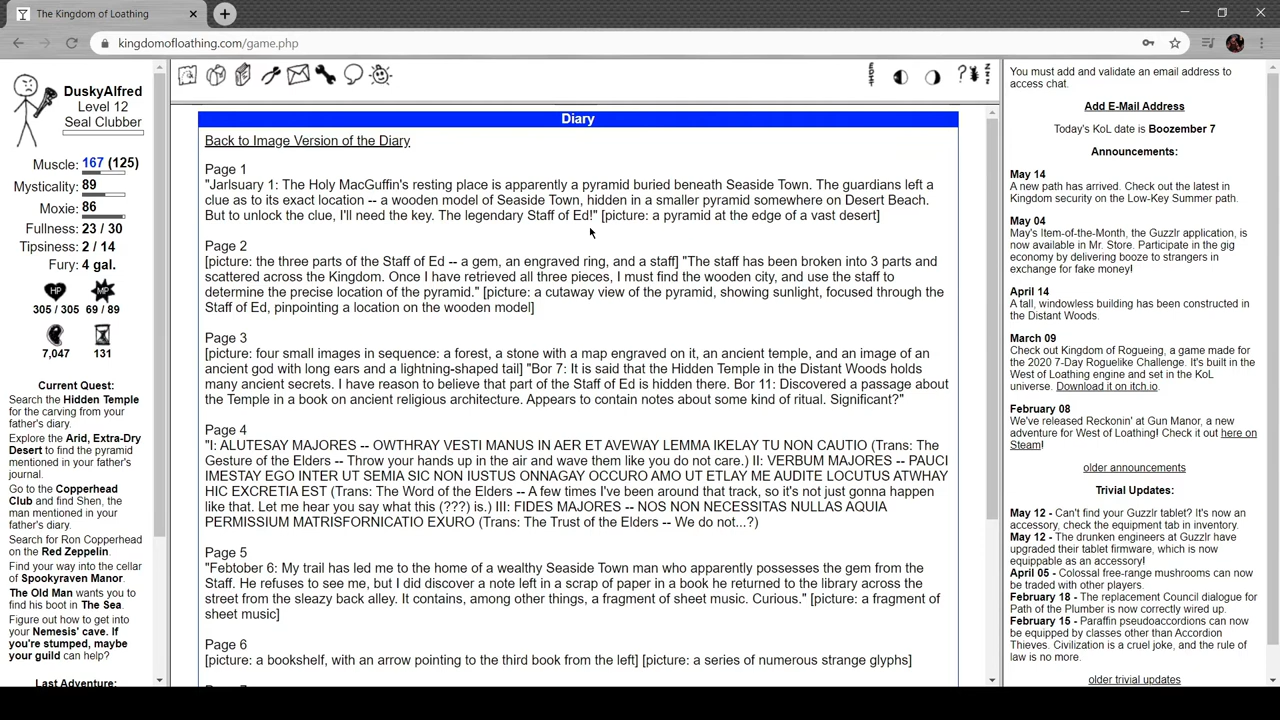 The Kingdom of Loathing
kingdomofloathing.com/game.php
DuskyAlfred
Level 12
Seal Clubber
Muscle: 167 (125)
Mysticality: 89
Moxie: 86
Fullness: 23 / 30
Tipsiness: 2 / 14
Fury: 4 gal.
HP MP
305 / 305 69 / 89
7,047 131
Current Quest:
Search the Hidden Temple
for the carving from your
father's diary.
Explore the Arid, Extra-Dry
Desert to find the pyramid
mentioned in your father's
journal.
Go to the Copperhead
Club and find Shen, the
man mentioned in your
father's diary.
Search for Ron Copperhead
on the Red Zeppelin.
Find your way into the cellar
of Spookyraven Manor.
The Old Man wants you to
find his boot in The Sea.
Figure out how to get into
your Nemesis' cave. If
you're stumped, maybe
your guild can help?
Last Adventure:
Diary
Back to Image Version of the Diary
Page 1
"Jarlsuary 1: The Holy MacGuffin's resting place is apparently a pyramid buried beneath Seaside Town. The guardians left a
clue as to its exact location -- a wooden model of Seaside Town, hidden in a smaller pyramid somewhere on Desert Beach.
But to unlock the clue, I'll need the key. The legendary Staff of Ed!" [picture: a pyramid at the edge of a vast desert]
Page 2
[picture: the three parts of the Staff of Ed -- a gem, an engraved ring, and a staff] "The staff has been broken into 3 parts and
scattered across the Kingdom. Once I have retrieved all three pieces, I must find the wooden city, and use the staff to
determine the precise location of the pyramid." [picture: a cutaway view of the pyramid, showing sunlight, focused through the
Staff of Ed, pinpointing a location on the wooden model]
Page 3
[picture: four small images in sequence: a forest, a stone with a map engraved on it, an ancient temple, and an image of an
ancient god with long ears and a lightning-shaped tail] "Bor 7: It is said that the Hidden Temple in the Distant Woods holds
many ancient secrets. I have reason to believe that part of the Staff of Ed is hidden there. Bor 11: Discovered a passage about
the Temple in a book on ancient religious architecture. Appears to contain notes about some kind of ritual. Significant?"
Page 4
"I: ALUTESAY MAJORES -- OWTHRAY VESTI MANUS IN AER ET AVEWAY LEMMA IKELAY TU NON CAUTIO (Trans: The
Gesture of the Elders -- Throw your hands up in the air and wave them like you do not care.) II: VERBUM MAJORES -- PAUCI
IMESTAY EGO INTER UT SEMIA SIC NON IUSTUS ONNAGAY OCCURO AMO UT ETLAY ME AUDITE LOCUTUS ATWHAY
HIC EXCRETIA EST (Trans: The Word of the Elders -- A few times I've been around that track, so it's not just gonna happen
like that. Let me hear you say what this (???) is.) III: FIDES MAJORES -- NOS NON NECESSITAS NULLAS AQUIA
PERMISSIUM MATRISFORNICATIO EXURO (Trans: The Trust of the Elders -- We do not...?)
Page 5
"Febtober 6: My trail has led me to the home of a wealthy Seaside Town man who apparently possesses the gem from the
Staff. He refuses to see me, but I did discover a note left in a scrap of paper in a book he returned to the library across the
street from the sleazy back alley. It contains, among other things, a fragment of sheet music. Curious." [picture: a fragment of
sheet music]
Page 6
[picture: a bookshelf, with an arrow pointing to the third book from the left] [picture: a series of numerous strange glyphs]
You must add and validate an email address to
access chat.
Add E-Mail Address
Today's KoL date is Boozember 7
Announcements:
May 14
A new path has arrived. Check out the latest in
Kingdom security on the Low-Key Summer path.
May 04
May's Item-of-the-Month, the Guzzlr application, is
now available in Mr. Store. Participate in the gig
economy by delivering booze to strangers in
exchange for fake money!
April 14
A tall, windowless building has been constructed in
the Distant Woods.
March 09
Check out Kingdom of Rogueing, a game made for
the 2020 7-Day Roguelike Challenge. It's built in the
West of Loathing engine and set in the KoL
universe. Download it on itch.io.
February 08
We've released Reckonin' at Gun Manor, a new
adventure for West of Loathing! Check it out here on
Steam!
older announcements
Trivial Updates:
May 12 - Can't find your Guzzlr tablet? It's now an
accessory, check the equipment tab in inventory.
May 12 - The drunken engineers at Guzzlr have
upgraded their tablet firmware, which is now
equippable as an accessory!
April 05 - Colossal free-range mushrooms can now
be traded with other players.
February 18 - The replacement Council dialogue for
Path of the Plumber is now correctly wired up.
February 15 - Paraffin pseudoaccordions can now
be equipped by classes other than Accordion
Thieves. Civilization is a cruel joke, and the rule of
law is no more.
older trivial updates